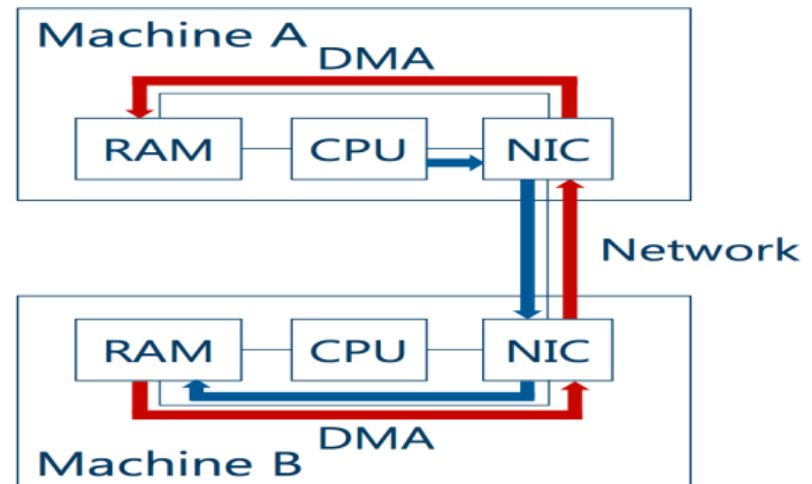 Machine A
DMA
RAM
CPU
NIC
Network
RAM
CPU
NIC
DMA
Machine B